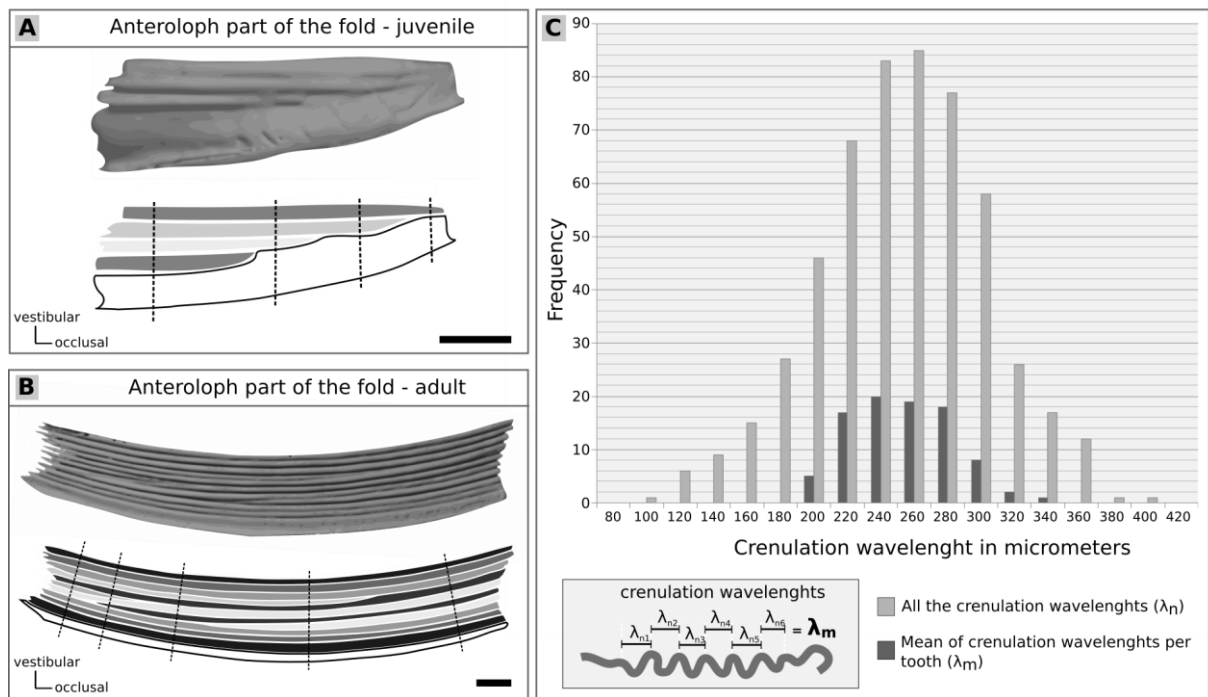 A Anteroloph part of the fold - juvenile
vestibular
occlusal
B Anteroloph part of the fold - adult
vestibular
occlusal
C
90
80
70
60
50
40
30
20
10
0
Frequency
80 100 120 140 160 180 200 220 240 260 280 300 320 340 360 380 400 420
Crenulation wavelenght in micrometers
crenulation wavelenghts
λn1 λn2 λn3 λn4 λn5 λn6 = λm
All the crenulation wavelenghts (λn)
Mean of crenulation wavelenghts per
tooth (λm)